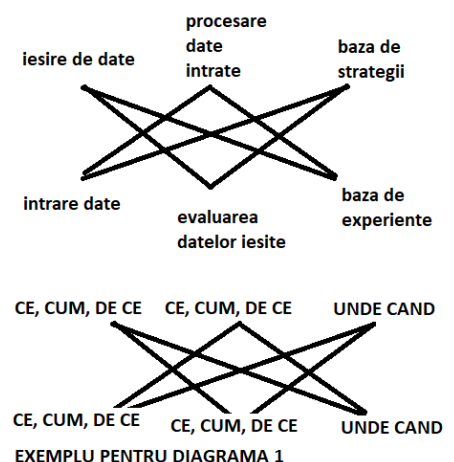 iesire de date
procesare
date
intrate
baza de
strategii
intrare date
evaluarea
datelor iesite
baza de
experiente
CE, CUM, DE CE
CE, CUM, DE CE
UNDE CAND
CE, CUM, DE CE
CE, CUM, DE CE
UNDE CAND
EXEMPLU PENTRU DIAGRAMA 1